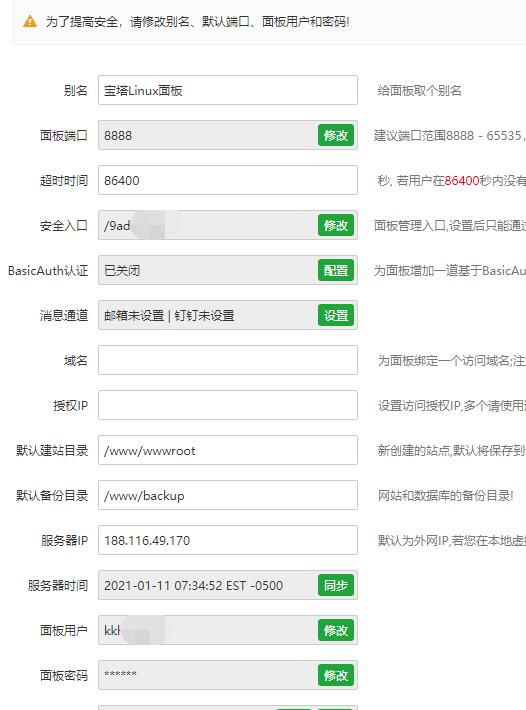 为了提高安全，请修改别名、默认端口、面板用户和密码!
别名 宝塔Linux面板 给面板取个别名
面板端口 8888 修改 建议端口范围8888 - 65535,
超时时间 86400 秒, 若用户在86400秒内没有
安全入口 /9ad 修改 面板管理入口,设置后只能通过
BasicAuth认证 已关闭 配置 为面板增加一道基于BasicAu
消息通道 邮箱未设置 | 钉钉未设置 设置
域名 为面板绑定一个访问域名;注
授权IP 设置访问授权IP,多个请使用
默认建站目录 /www/wwwroot 新创建的站点,默认将保存到
默认备份目录 /www/backup 网站和数据库的备份目录!
服务器IP 188.116.49.170 默认为外网IP,若您在本地虚
服务器时间 2021-01-11 07:34:52 EST -0500 同步
面板用户 kk 修改
面板密码 ****** 修改